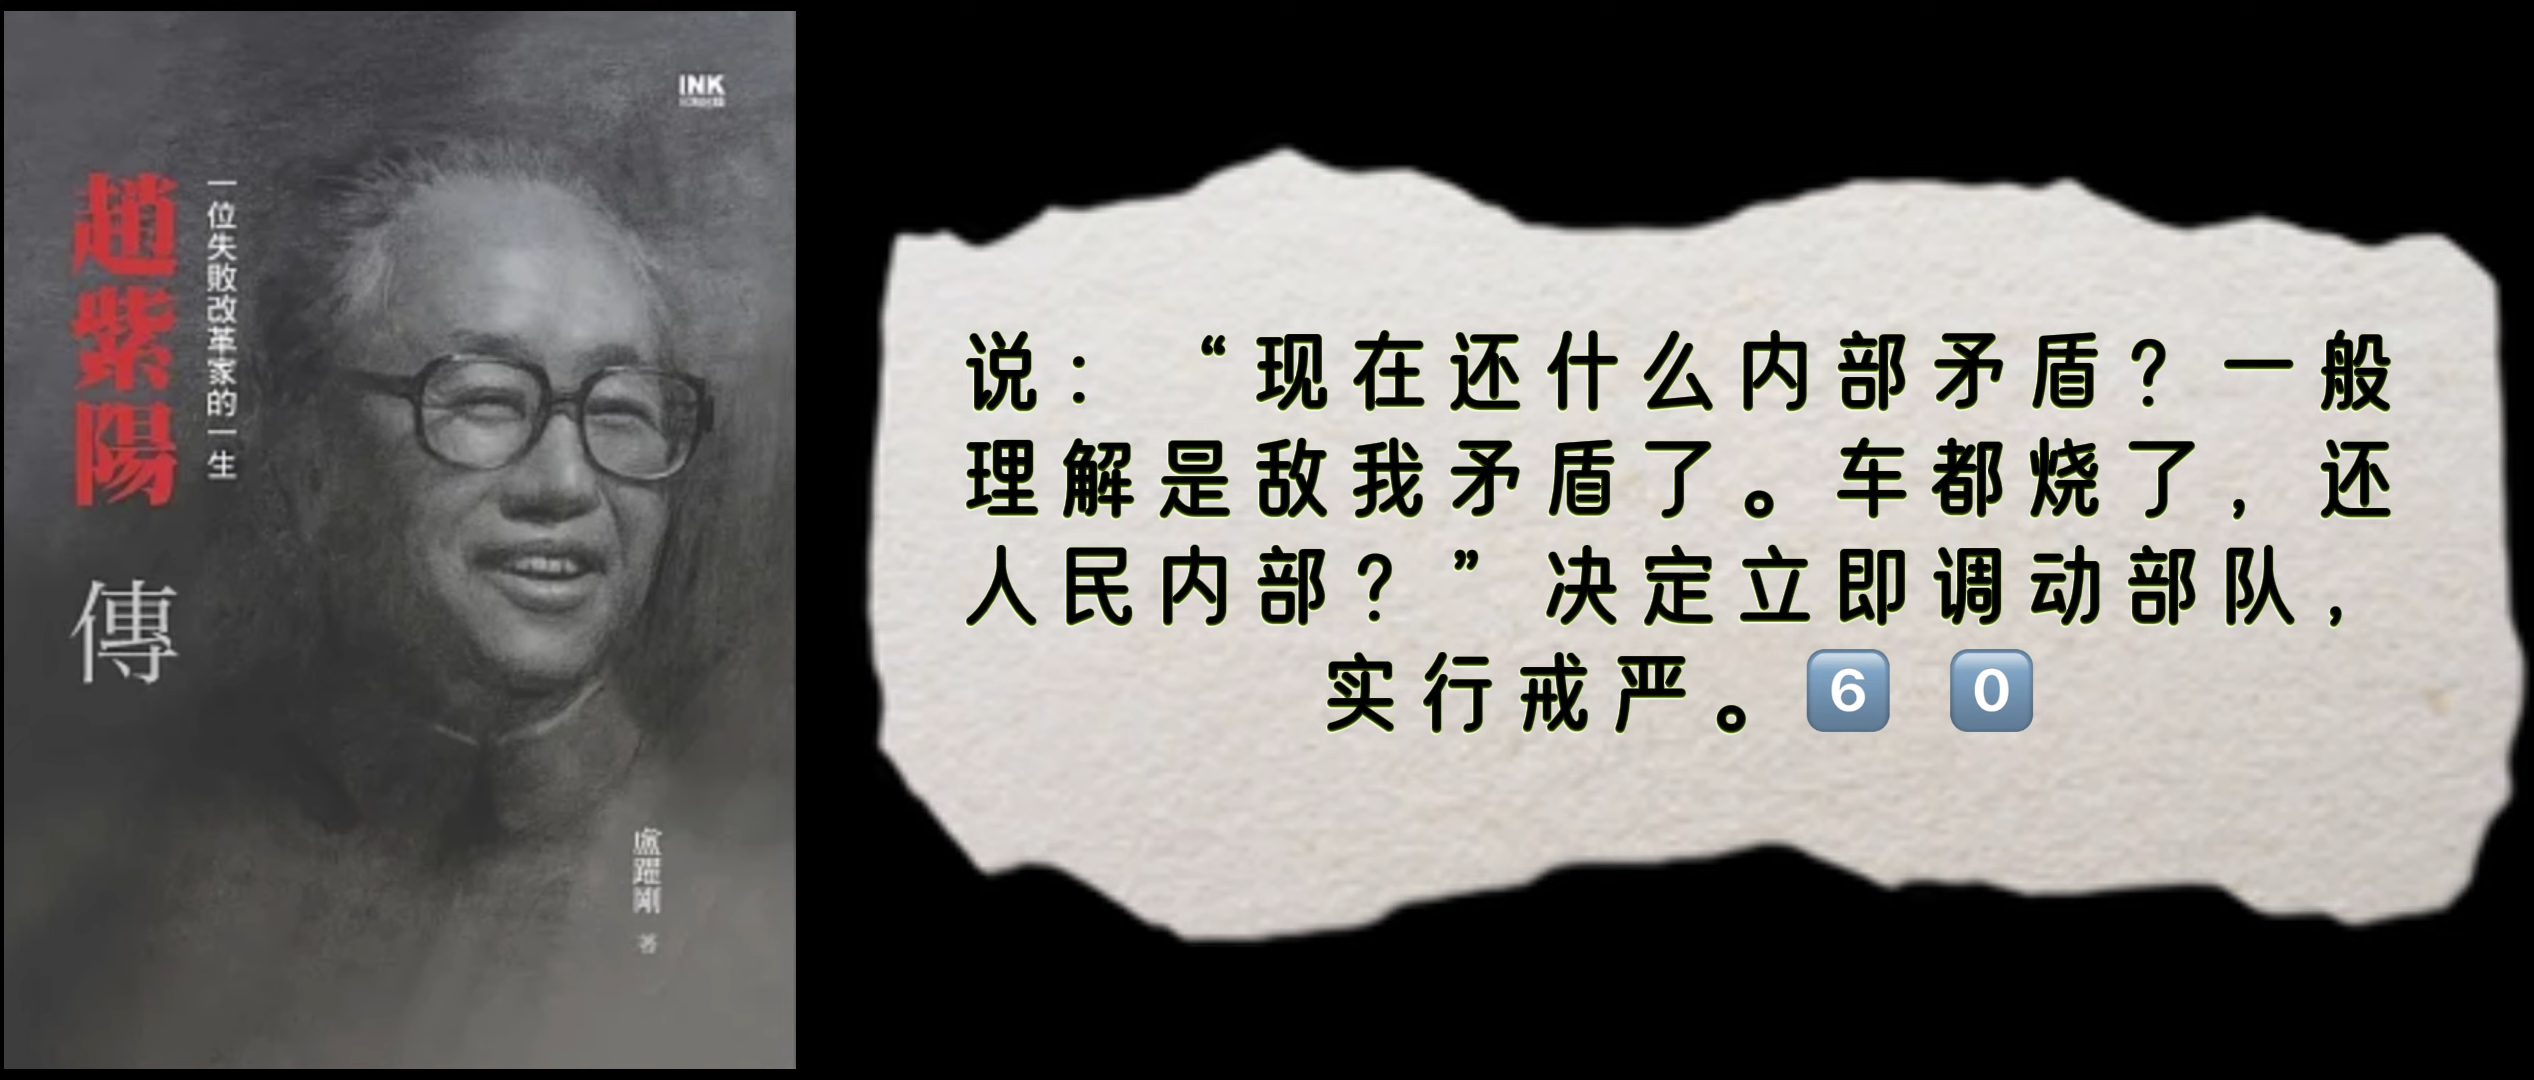 INK
趙紫陽 傳
一位失敗改革家的一生
盧躍剛 著
说：“现在还什么内部矛盾？一般
理解是敌我矛盾了。车都烧了，还
人民内部？”决定立即调动部队，
实行戒严。6️⃣ 0️⃣